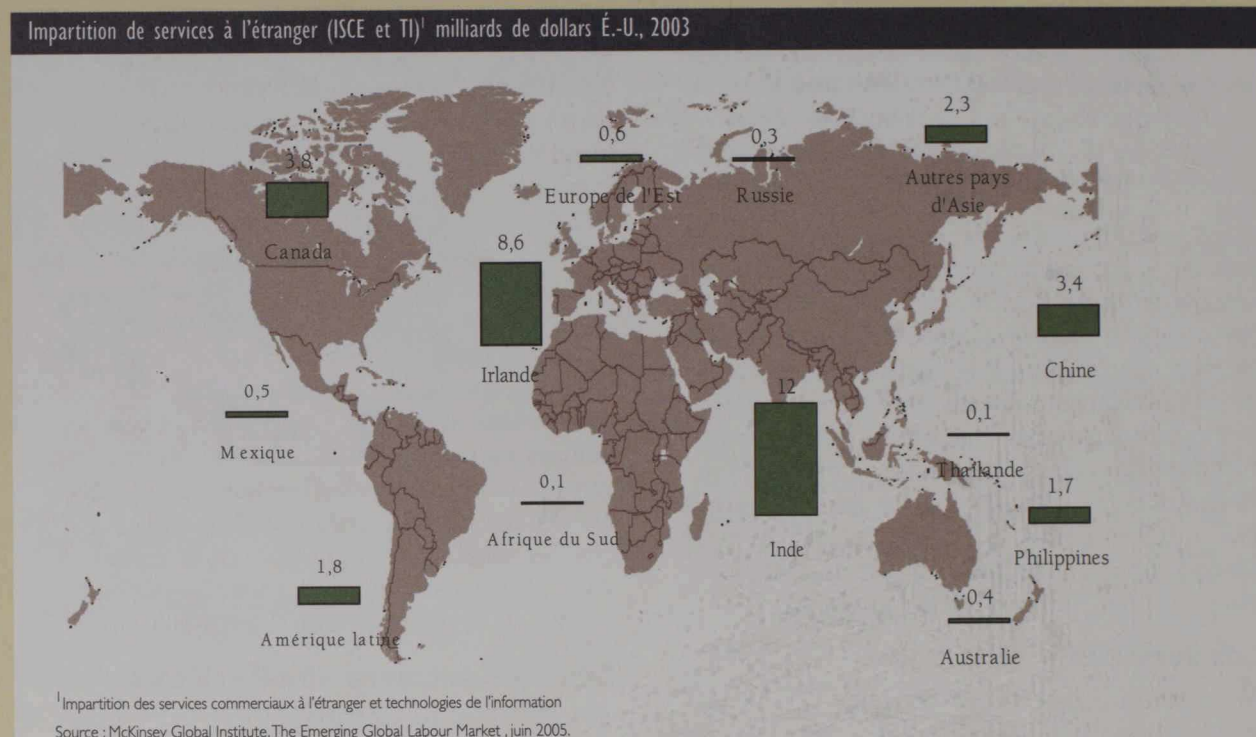 Impartition de services à l'étranger (ISCE et TI)¹ milliards de dollars É.-U., 2003
2,3
0,6
0,3
3,8
Autres pays
d'Asie
Europe de l'Est
Russie
Canada
8,6
3,4
Irlande
Chine
12
0,5
0,1
Mexique
Thaïlande
0,1
1,7
Afrique du Sud
Inde
Philippines
1,8
0,4
Amérique latine
Australie
¹ Impartition des services commerciaux à l'étranger et technologies de l'information
Source : McKinsey Global Institute, The Emerging Global Labour Market , juin 2005.